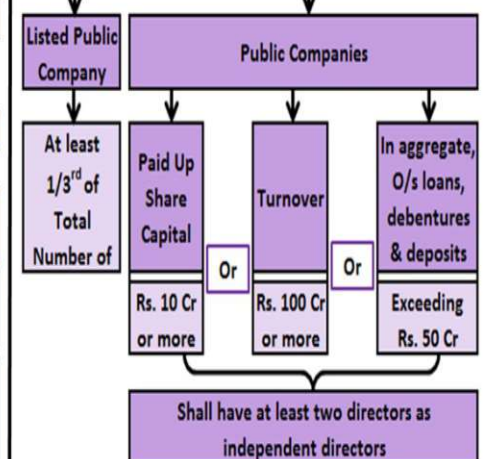 Listed Public
Company
Public Companies
At least
1/3rd of
Total
Number of
Paid Up
Share
Capital
Or
Turnover
Or
In aggregate,
O/s loans,
debentures
& deposits
Rs. 10 Cr
or more
Rs. 100 Cr
or more
Exceeding
Rs. 50 Cr
Shall have at least two directors as
independent directors